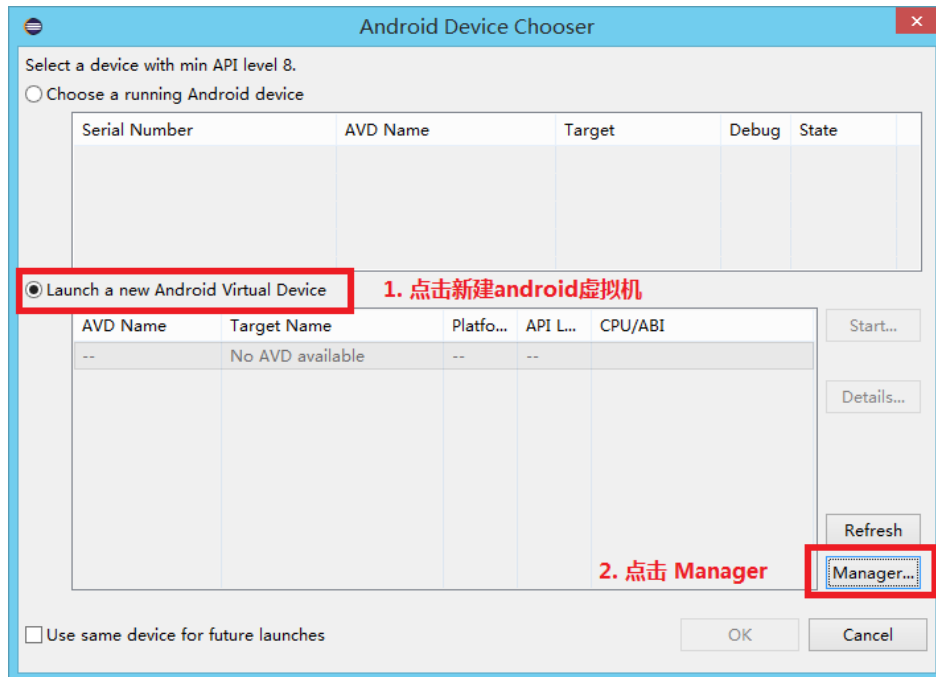 Android Device Chooser
Select a device with min API level 8.
Choose a running Android device
Serial Number AVD Name Target Debug State
Launch a new Android Virtual Device 1. 点击新建android虚拟机
AVD Name Target Name Platfo... API L... CPU/ABI Start...
-- No AVD available -- --
Details...
Refresh
2. 点击 Manager Manager...
Use same device for future launches OK Cancel